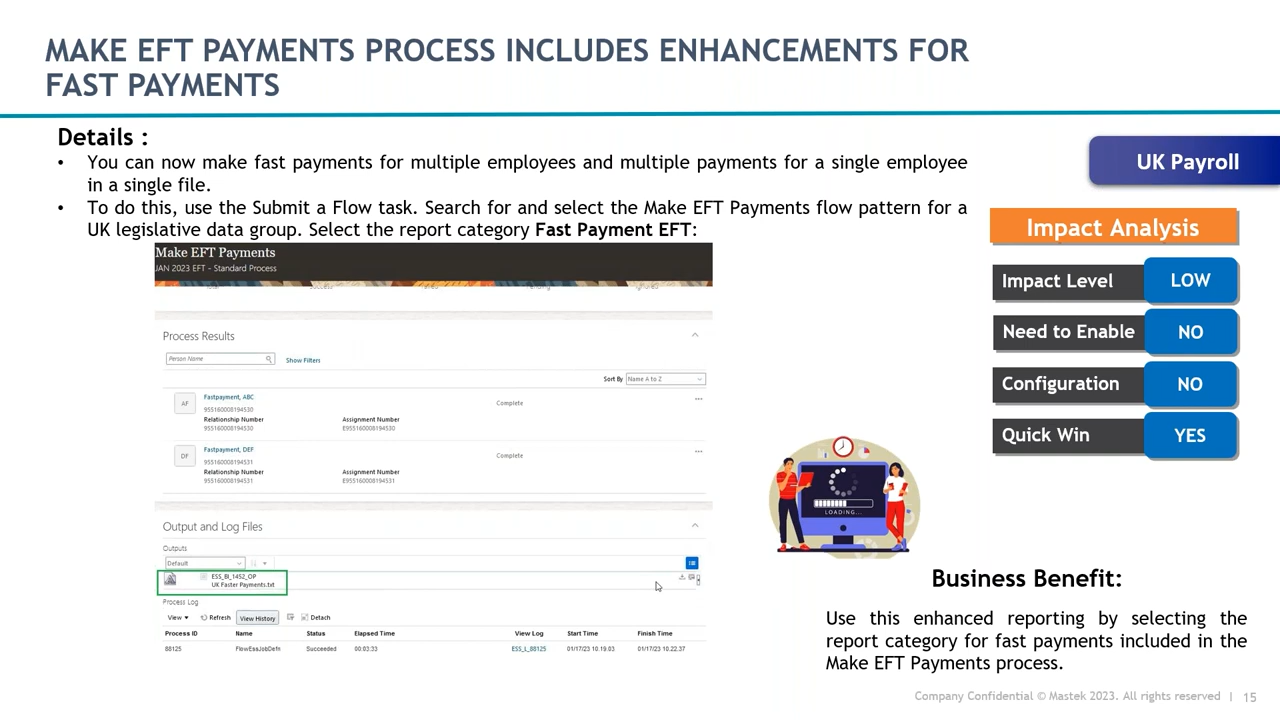 MAKE EFT PAYMENTS PROCESS INCLUDES ENHANCEMENTS FOR
FAST PAYMENTS
Details :
• You can now make fast payments for multiple employees and multiple payments for a single employee
in a single file.
• To do this, use the Submit a Flow task. Search for and select the Make EFT Payments flow pattern for a
UK legislative data group. Select the report category Fast Payment EFT:
Make EFT Payments
JAN 2023 EFT - Standard Process
Process Results
Person Name
Show Filters
Sort By Name A to Z
AF
Fastpayment, ABC
955160008194530
Complete
Relationship Number Assignment Number
955160008194530 E955160008194530
DF
Fastpayment, DEF
955160008194531
Complete
Relationship Number Assignment Number
955160008194531 E955160008194531
Output and Log Files
Outputs
Default
ESS_BI_1452_OP
UK Faster Payments.txt
Process Log
View Refresh View History Detach
Process ID Name Status Elapsed Time View Log Start Time Finish Time
88125 FlowEssJobDefn Succeeded 00:03:33 ESS_L_88125 01/17/23 10.19.03 01/17/23 10.22.37
LOADING...
UK Payroll
Impact Analysis
Impact Level LOW
Need to Enable NO
Configuration NO
Quick Win YES
Business Benefit:
Use this enhanced reporting by selecting the
report category for fast payments included in the
Make EFT Payments process.
Company Confidential © Mastek 2023. All rights reserved | 15